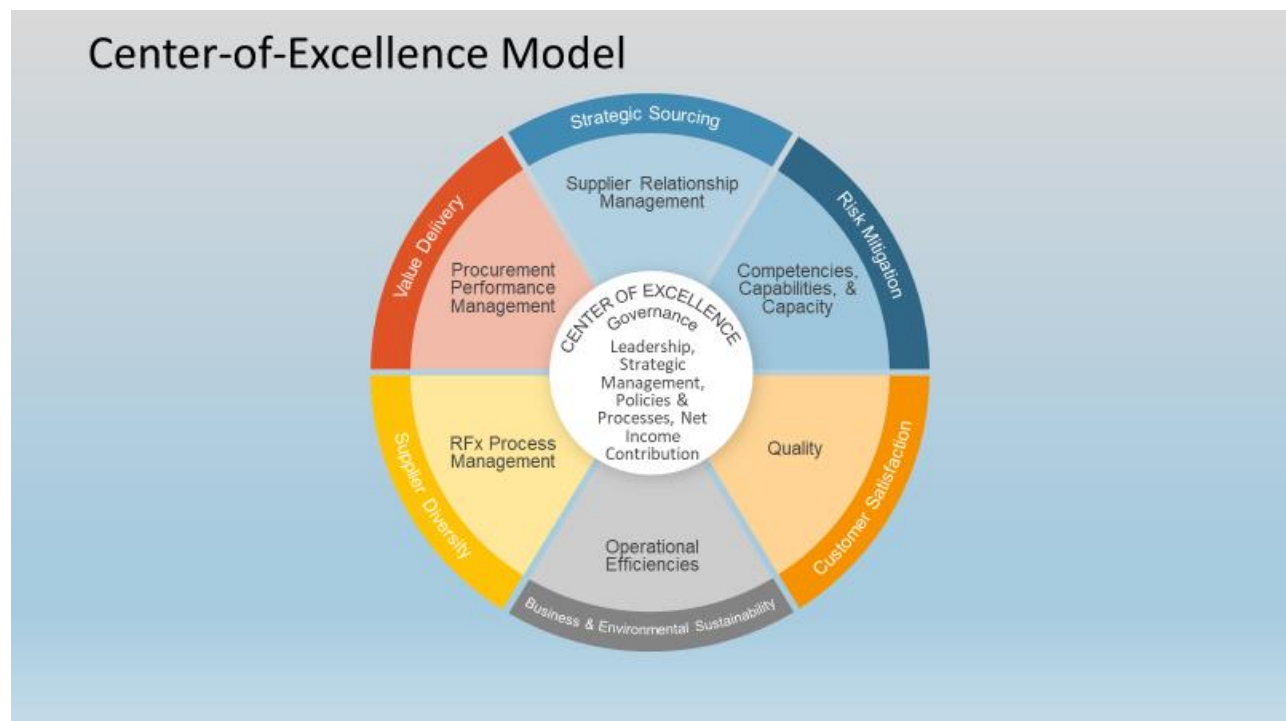 Center-of-Excellence Model
Strategic Sourcing
Supplier Relationship
Management
Risk Mitigation
Competencies,
Capabilities, &
Capacity
Customer Satisfaction
Quality
Business & Environmental Sustainability
Operational
Efficiencies
Supplier Diversity
RFx Process
Management
Value Delivery
Procurement
Performance
Management
CENTER OF EXCELLENCE
Governance
Leadership,
Strategic
Management,
Policies &
Processes, Net
Income
Contribution